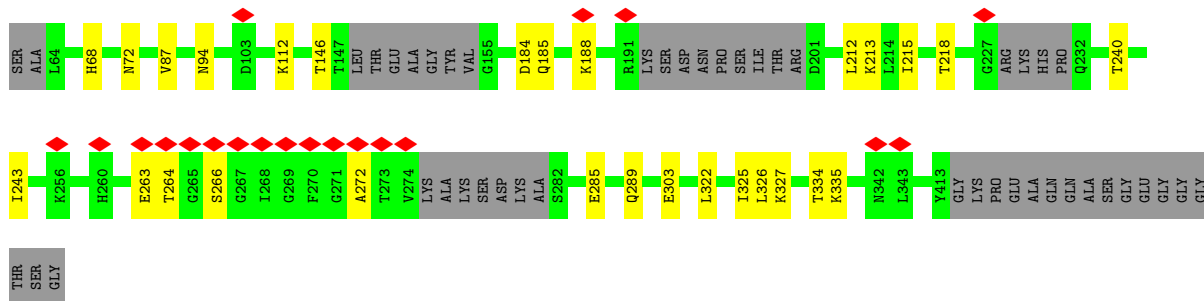 SER ALA L64 H68 N72 V87 N94 D103 K112 T146 T147 LEU THR GLU ALA GLY TYR VAL G155 D184 Q185 K188 R191 LYS SER ASP ASN PRO SER ILE THR ARG D201 L212 K213 L214 I215 T218 G227 ARG LYS HIS PRO Q232 T240
I243 K256 H260 E263 T264 G265 S266 G267 I268 G269 F270 G271 A272 T273 V274 LYS ALA LYS SER ASP LYS ALA S282 E285 Q289 E303 L322 I325 L326 K327 T334 K335 N342 L343 Y413 GLY LYS PRO GLU ALA GLN GLN ALA SER GLY GLU GLY GLY GLY
THR SER GLY